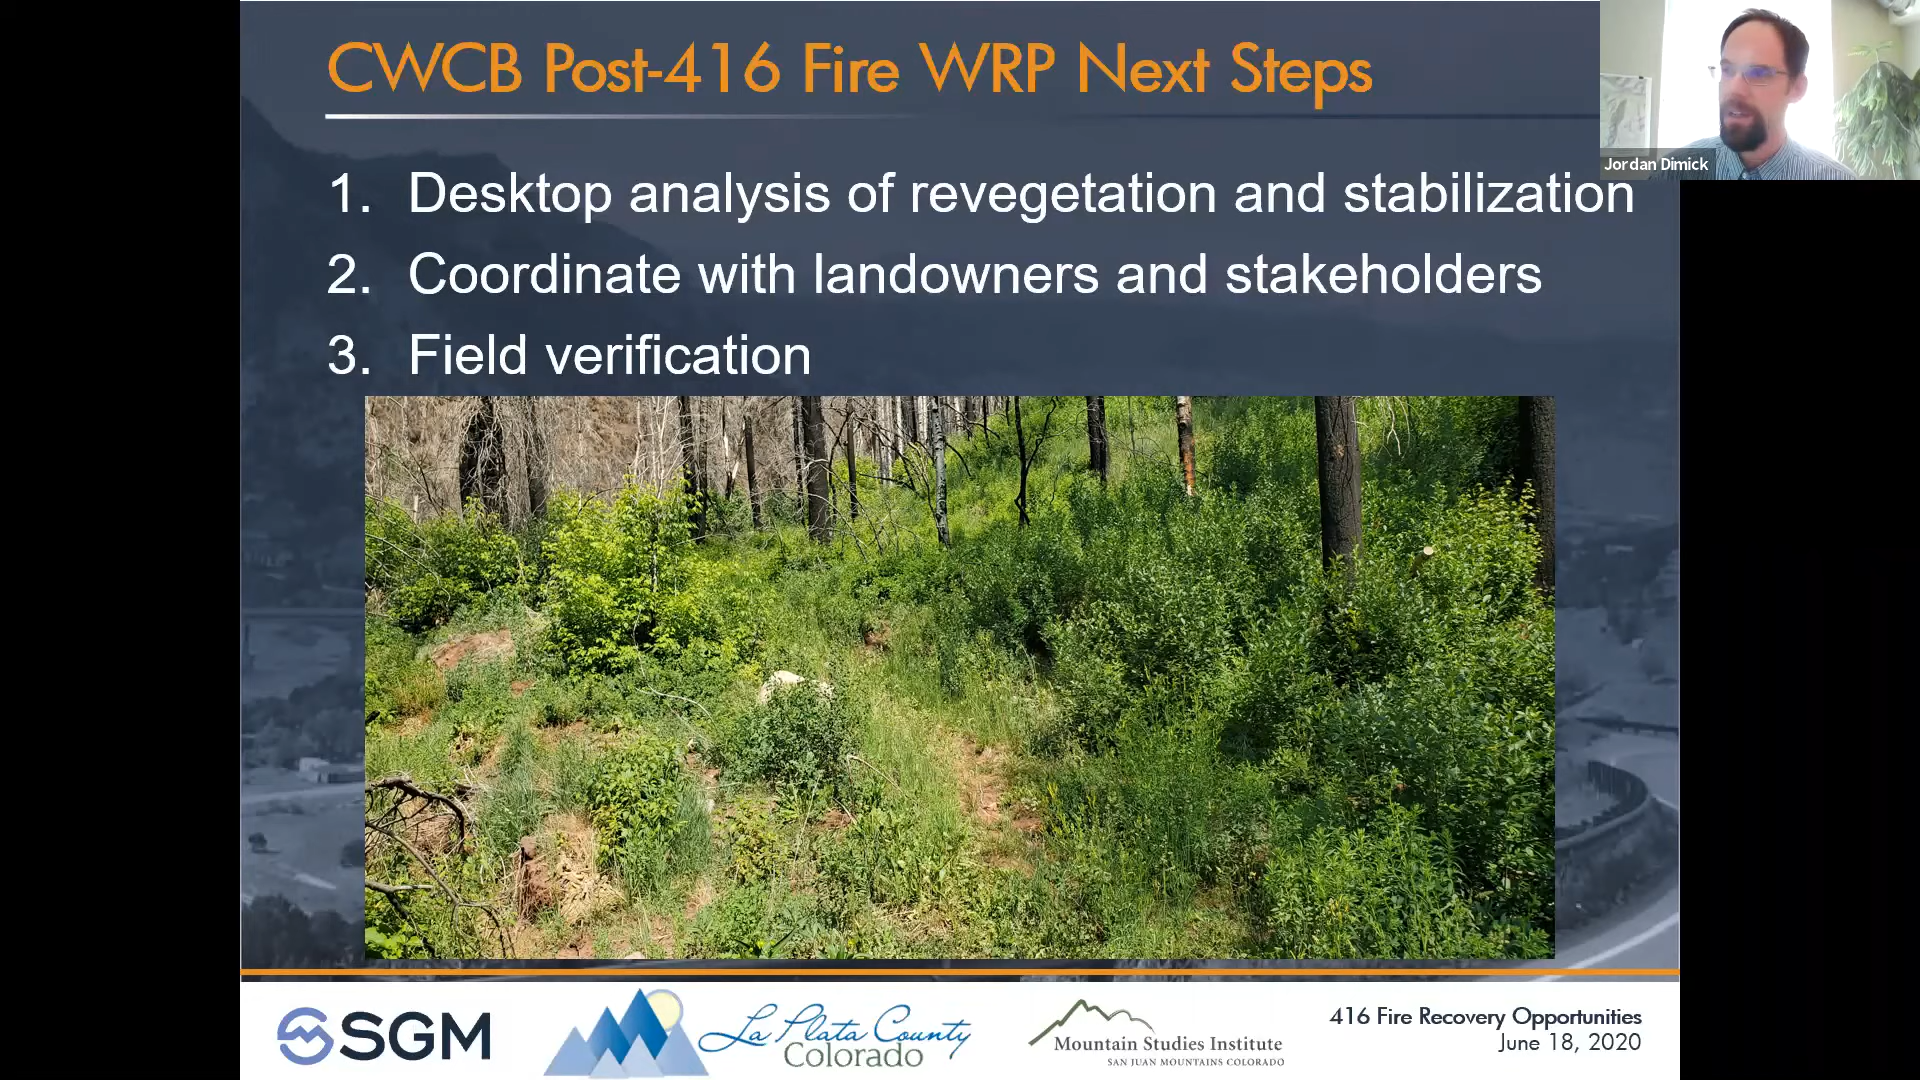 CWCB Post-416 Fire WRP Next Steps
Jordan Dimick
1. Desktop analysis of revegetation and stabilization
2. Coordinate with landowners and stakeholders
3. Field verification
SGM
La Plata County
Colorado
Mountain Studies Institute
SAN JUAN MOUNTAINS COLORADO
416 Fire Recovery Opportunities
June 18, 2020